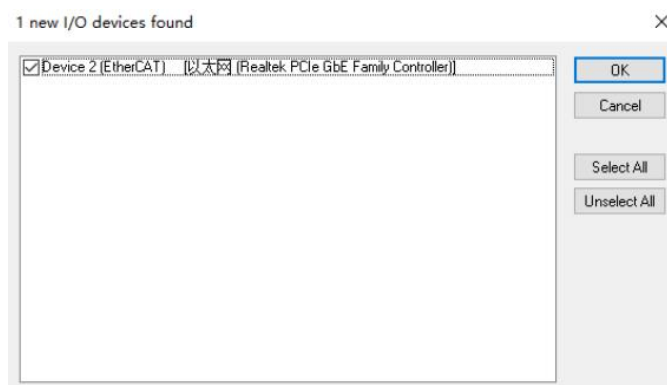 1 new I/O devices found
Device 2 (EtherCAT) [以太网 (Realtek PCIe GbE Family Controller)]
OK
Cancel
Select All
Unselect All